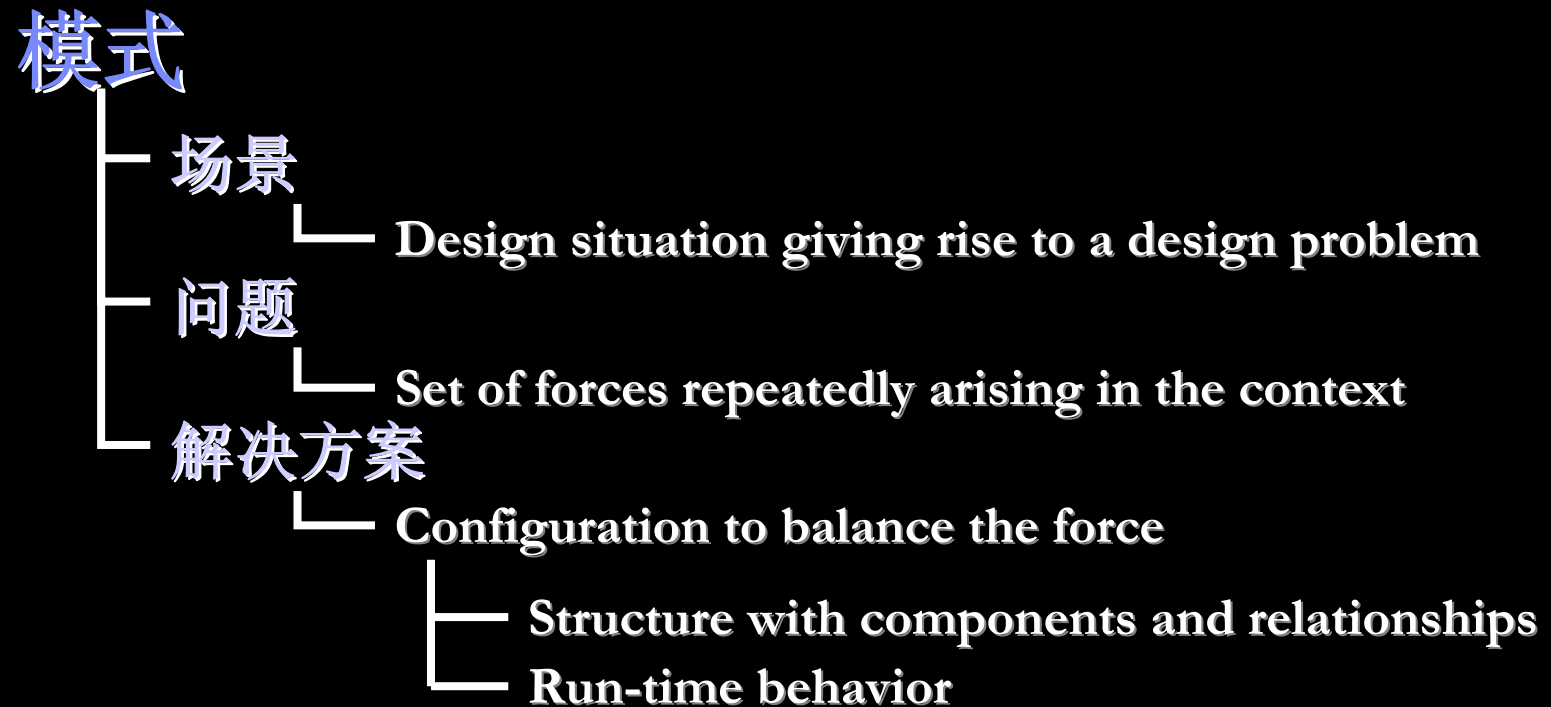 模式
场景
Design situation giving rise to a design problem
问题
Set of forces repeatedly arising in the context
解决方案
Configuration to balance the force
Structure with components and relationships
Run-time behavior